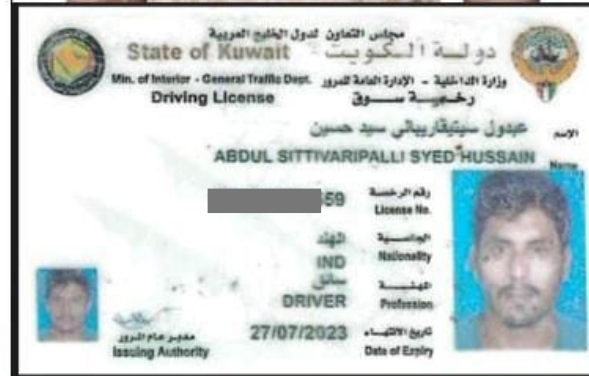 مجلس التعاون لدول الخليج العربية
State of Kuwait دولة الكويت
Min. of Interior - General Traffic Dept. وزارة الداخلية - الإدارة العامة للمرور
Driving License رخصة سوق
الإسم عبدول سيتيفاريبالي سيد حسين
ABDUL SITTIVARIPALLI SYED HUSSAIN Name
رقم الرخصة
59 License No.
الجنسية الهند
IND Nationality
المهنة سائق
DRIVER Profession
تاريخ الانتهاء 27/07/2023
Date of Expiry
مدير عام المرور
Issuing Authority